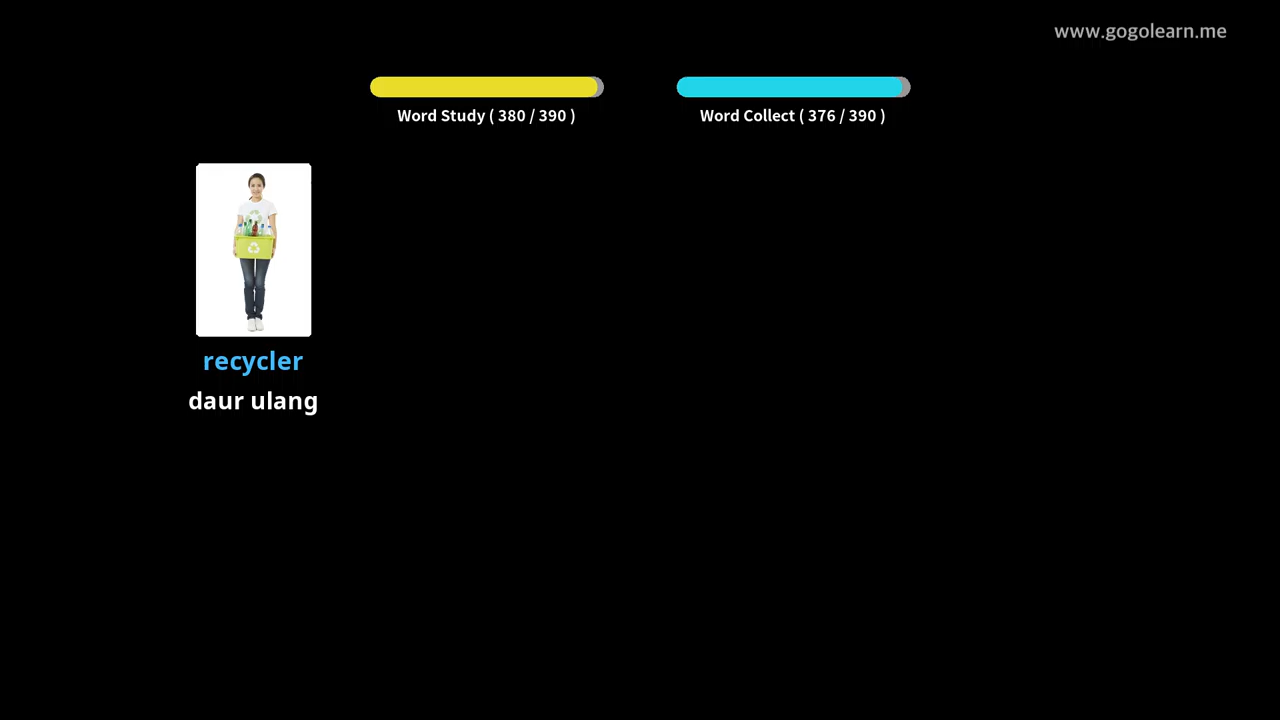 www.gogolearn.me
Word Study ( 380 / 390 )
Word Collect ( 376 / 390 )
recycler
daur ulang